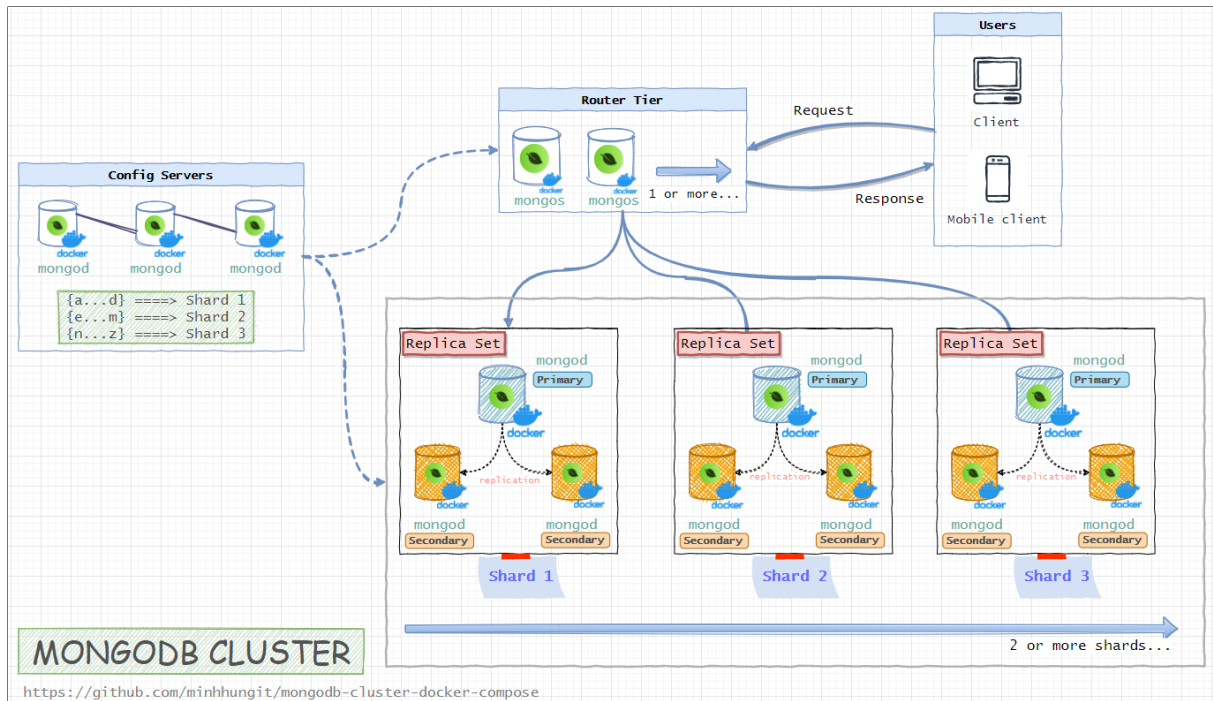 Users
Client
Mobile client
Router Tier
docker
docker
mongos
mongos
1 or more...
Request
Response
Config Servers
docker
docker
docker
mongod
mongod
mongod
{a...d} ====> Shard 1
{e...m} ====> Shard 2
{n...z} ====> Shard 3
Replica Set
mongod
Primary
docker
replication
docker
docker
mongod
mongod
Secondary
Secondary
Shard 1
Replica Set
mongod
Primary
docker
replication
docker
docker
mongod
mongod
Secondary
Secondary
Shard 2
Replica Set
mongod
Primary
docker
replication
docker
docker
mongod
mongod
Secondary
Secondary
Shard 3
2 or more shards...
MONGODB CLUSTER
https://github.com/minhhungit/mongodb-cluster-docker-compose